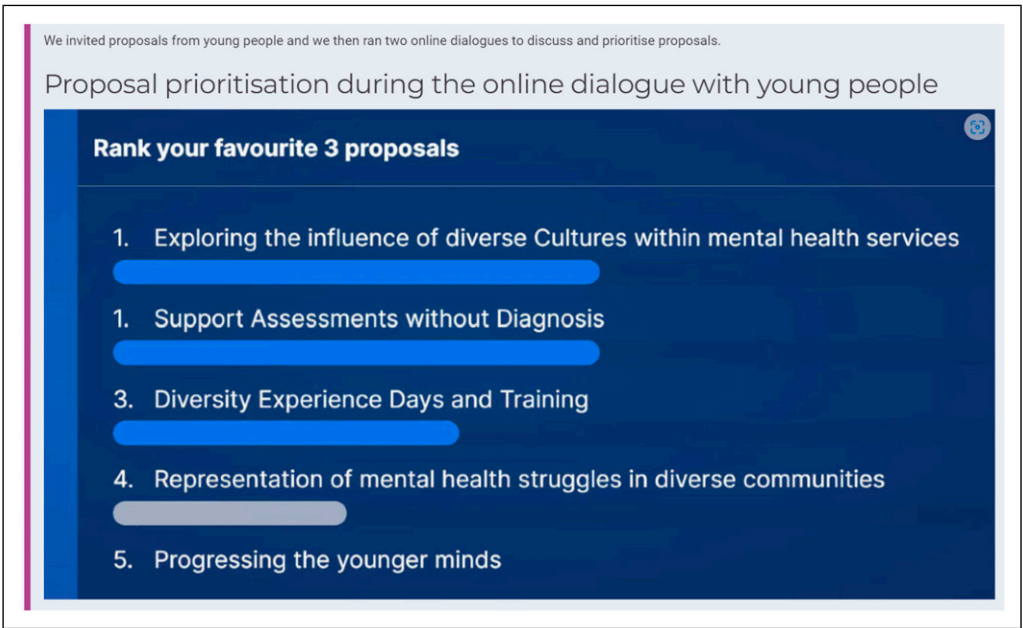 We invited proposals from young people and we then ran two online dialogues to discuss and prioritise proposals.
Proposal prioritisation during the online dialogue with young people
Rank your favourite 3 proposals
1. Exploring the influence of diverse Cultures within mental health services
1. Support Assessments without Diagnosis
3. Diversity Experience Days and Training
4. Representation of mental health struggles in diverse communities
5. Progressing the younger minds